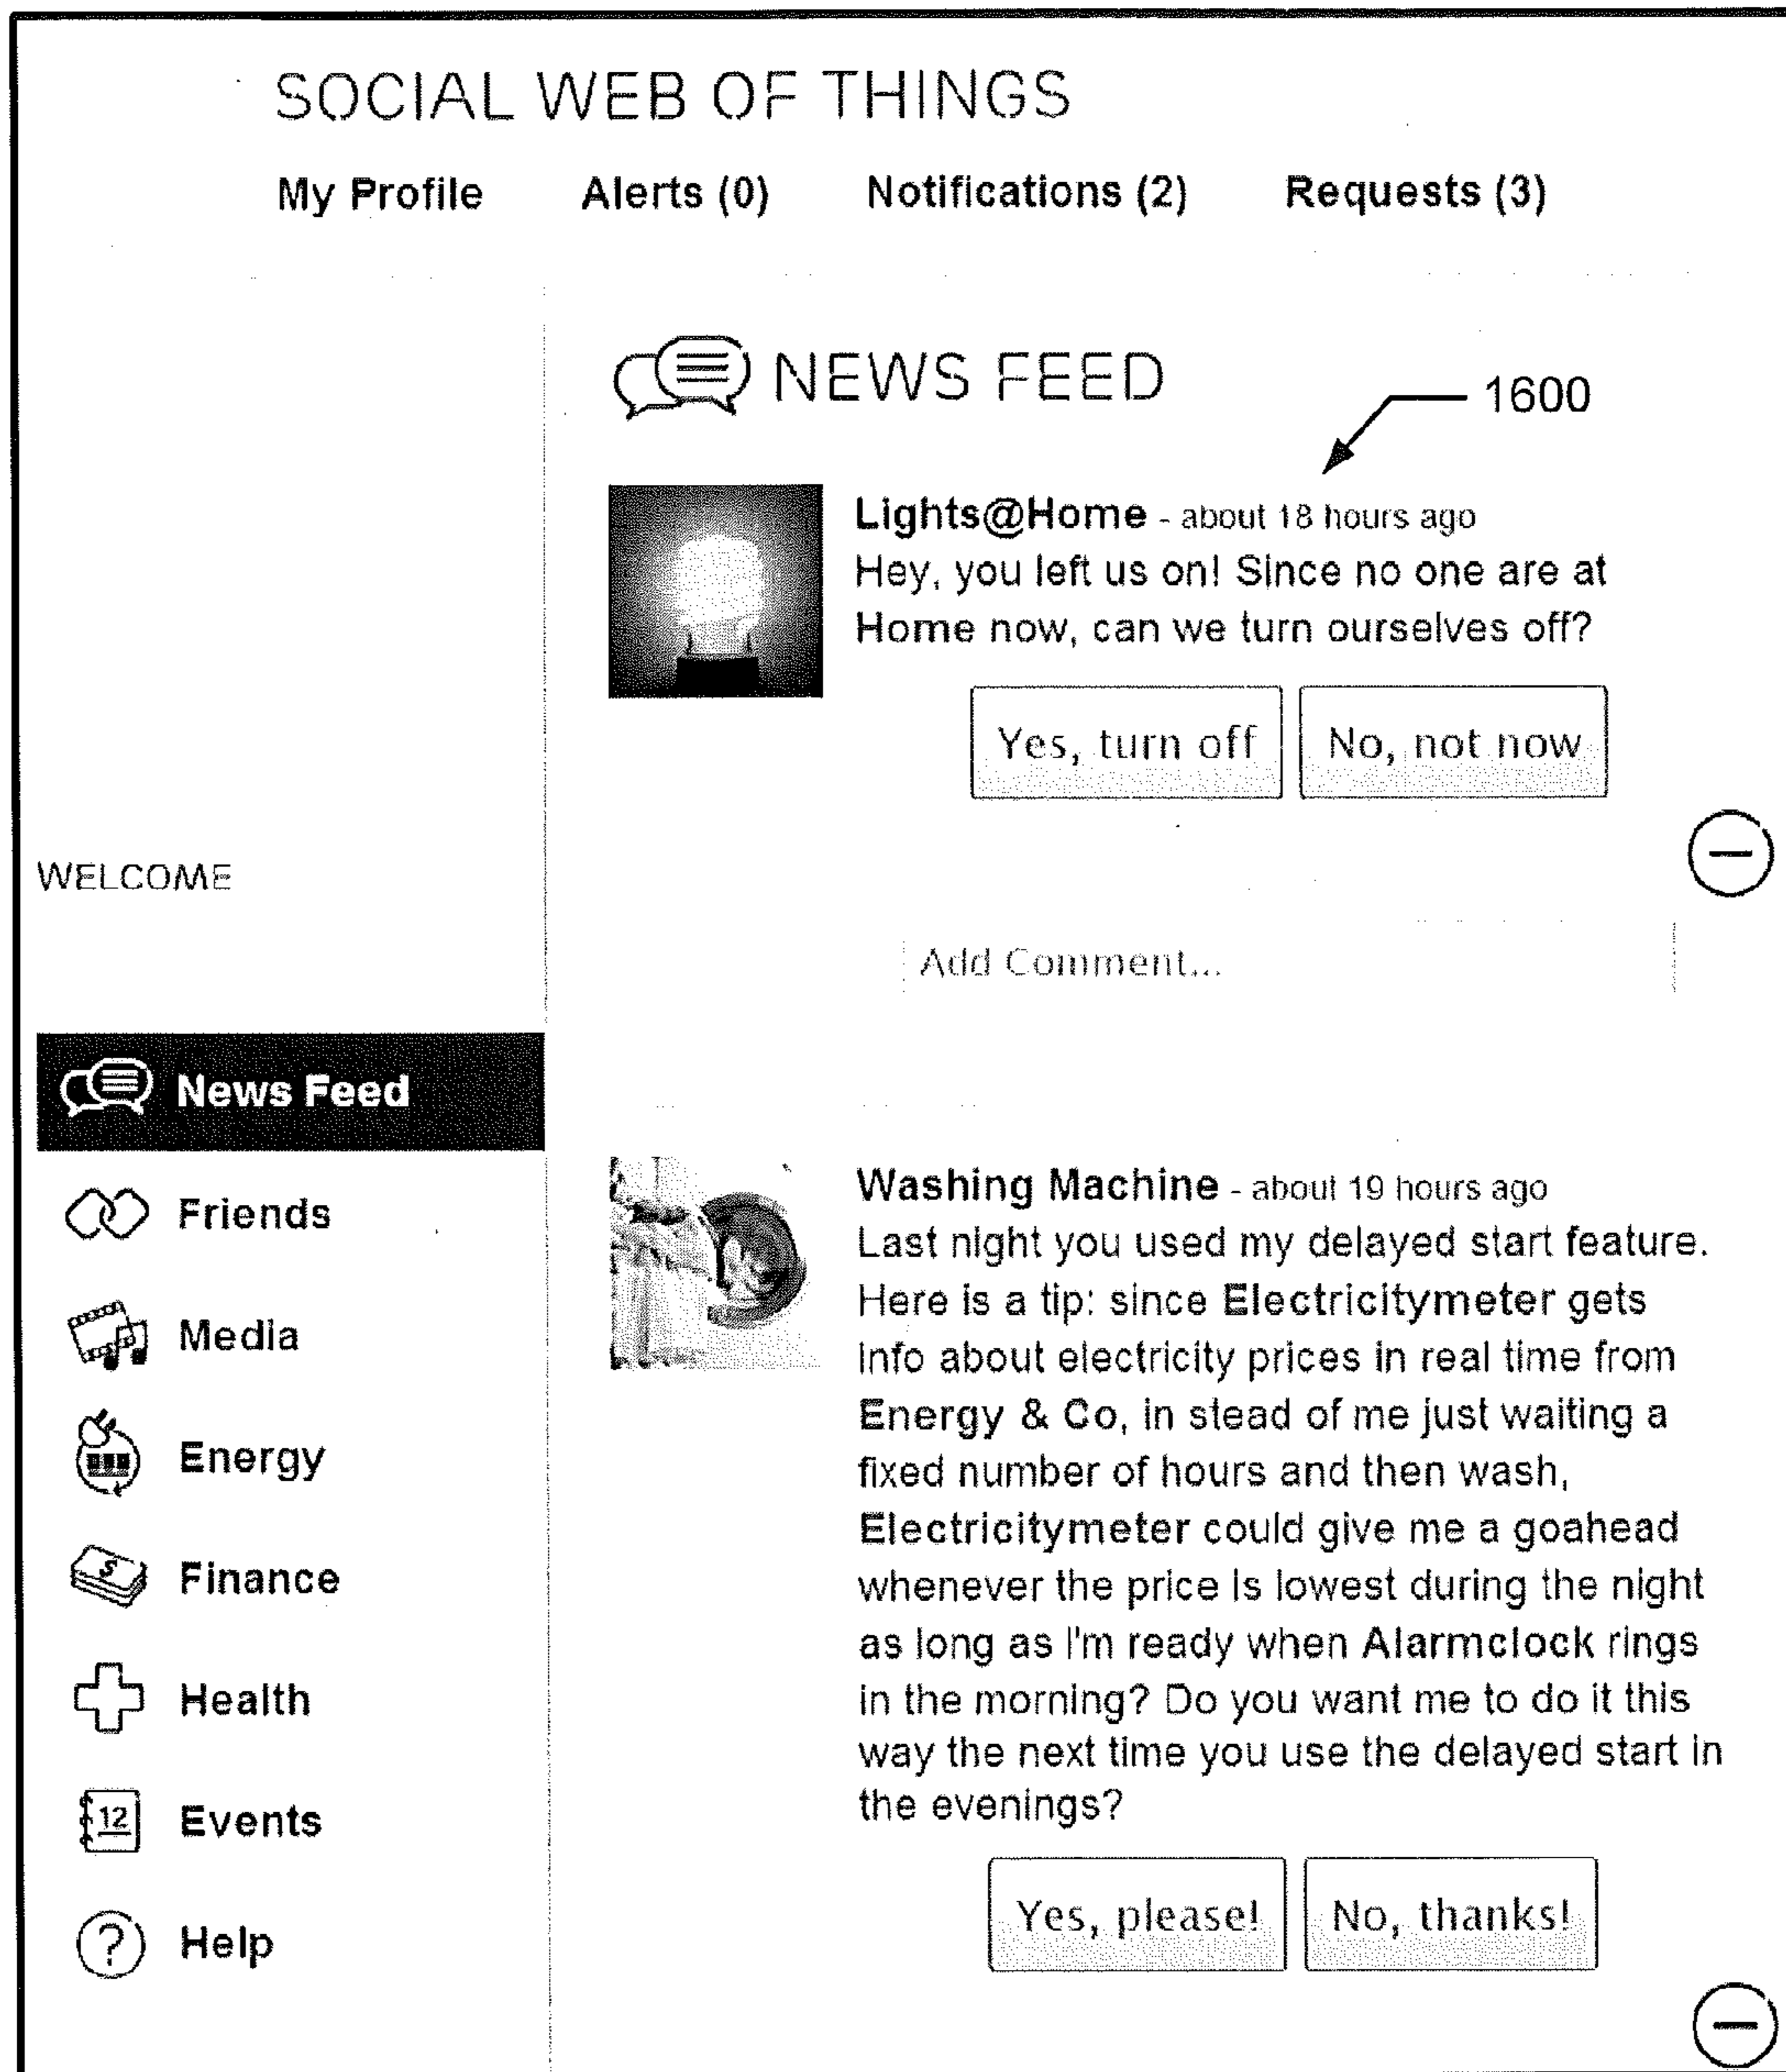 SOCIAL WEB OF THINGS
My Profile Alerts (0) Notifications (2) Requests (3)
NEWS FEED
1600
Lights@Home - about 18 hours ago
Hey, you left us on! Since no one are at
Home now, can we turn ourselves off?
Yes, turn off No, not now
WELCOME
Add Comment...
News Feed
Friends
Media
Energy
$
Finance
Health
12
Events
?
Help
Washing Machine - about 19 hours ago
Last night you used my delayed start feature.
Here is a tip: since Electricitymeter gets
info about electricity prices in real time from
Energy & Co, in stead of me just waiting a
fixed number of hours and then wash,
Electricitymeter could give me a goahead
whenever the price is lowest during the night
as long as I'm ready when Alarmclock rings
in the morning? Do you want me to do it this
way the next time you use the delayed start in
the evenings?
Yes, please! No, thanks!